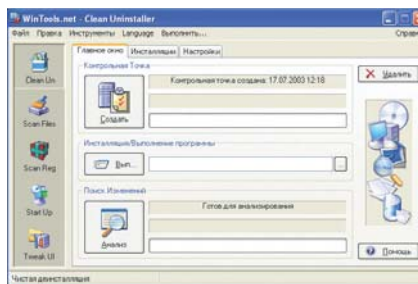 WinTools.net - Clean Uninstaller
Файл Правка Инструменты Language Выполнить... Справка
Главное окно Инсталляции Настройки
Clean Un
Scan Files
Scan Reg
Start Up
Tweak UI
Контрольная Точка
Создать
Контрольная точка создана: 17.07.2003 12:18
Инсталляция/Выполнение программы
Вып... ...
Поиск Изменений
Анализ
Готов для анализирования
Удалить
Помощь
Чистая деинсталляция